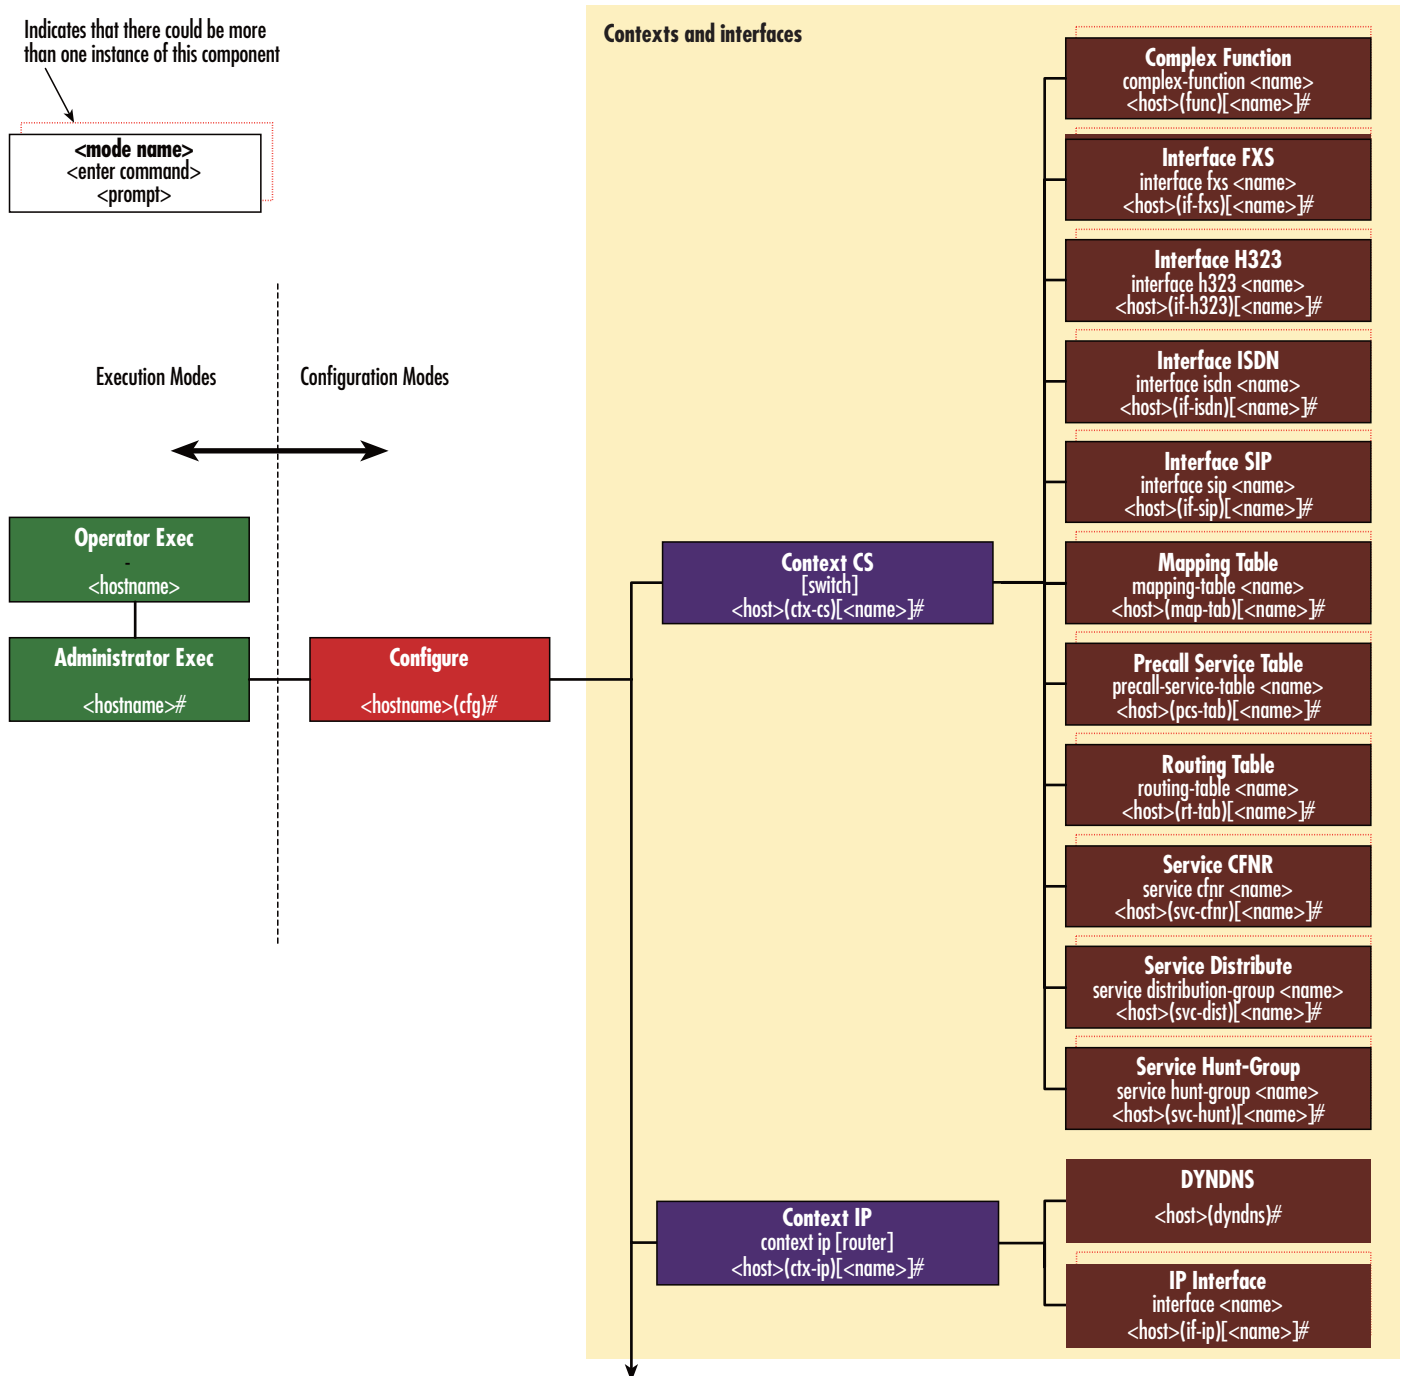 Indicates that there could be more
than one instance of this component
<mode name>
<enter command>
<prompt>
Execution Modes
Configuration Modes
Operator Exec
-
<hostname>
Administrator Exec
<hostname>#
Configure
<hostname>(cfg)#
Contexts and interfaces
Context CS
[switch]
<host>(ctx-cs)[<name>]#
Complex Function
complex-function <name>
<host>(func)[<name>]#
Interface FXS
interface fxs <name>
<host>(if-fxs)[<name>]#
Interface H323
interface h323 <name>
<host>(if-h323)[<name>]#
Interface ISDN
interface isdn <name>
<host>(if-isdn)[<name>]#
Interface SIP
interface sip <name>
<host>(if-sip)[<name>]#
Mapping Table
mapping-table <name>
<host>(map-tab)[<name>]#
Precall Service Table
precall-service-table <name>
<host>(pcs-tab)[<name>]#
Routing Table
routing-table <name>
<host>(rt-tab)[<name>]#
Service CFNR
service cfnr <name>
<host>(svc-cfnr)[<name>]#
Service Distribute
service distribution-group <name>
<host>(svc-dist)[<name>]#
Service Hunt-Group
service hunt-group <name>
<host>(svc-hunt)[<name>]#
Context IP
context ip [router]
<host>(ctx-ip)[<name>]#
DYNDNS
<host>(dyndns)#
IP Interface
interface <name>
<host>(if-ip)[<name>]#